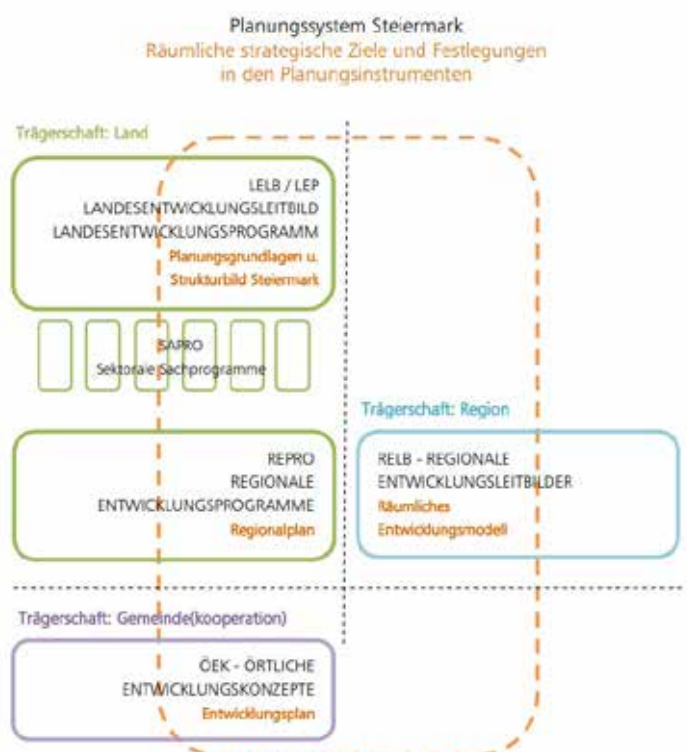 Planungssystem Steiermark
Räumliche strategische Ziele und Festlegungen
in den Planungsinstrumenten
Trägerschaft: Land
LELB / LEP
LANDESENTWICKLUNGSLEITBILD
LANDESENTWICKLUNGSPROGRAMM
Planungsgrundlagen u.
Strukturbild Steiermark
SAPRO
Sektorale Sachprogramme
REPRO
REGIONALE
ENTWICKLUNGSPROGRAMME
Regionalplan
Trägerschaft: Region
RELB - REGIONALE
ENTWICKLUNGSLEITBILDER
Räumliches
Entwicklungsmodell
Trägerschaft: Gemeinde(kooperation)
ÖEK - ÖRTLICHE
ENTWICKLUNGSKONZEPTE
Entwicklungsplan